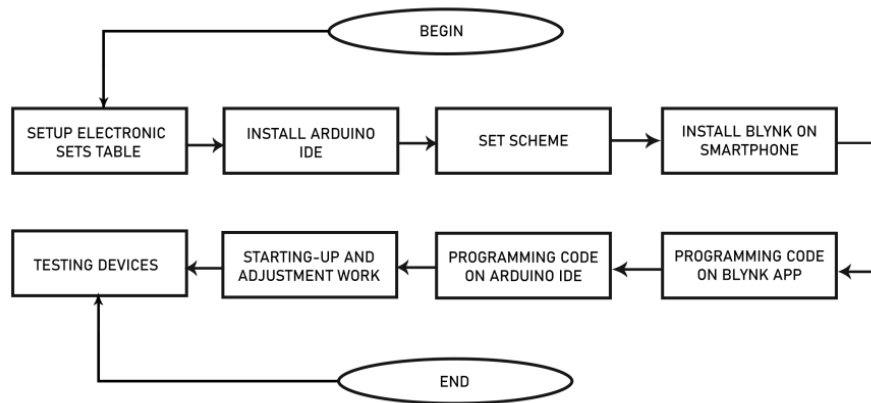 BEGIN
SETUP ELECTRONIC
SETS TABLE
INSTALL ARDUINO
IDE
SET SCHEME
INSTALL BLYNK ON
SMARTPHONE
TESTING DEVICES
STARTING-UP AND
ADJUSTMENT WORK
PROGRAMMING CODE
ON ARDUINO IDE
PROGRAMMING CODE
ON BLYNK APP
END